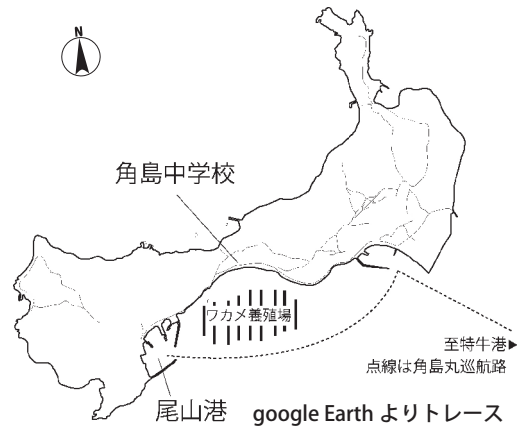 N
角島中学校
ワカメ養殖場
至特牛港▶
点線は角島丸巡航路
尾山港
google Earth よりトレース